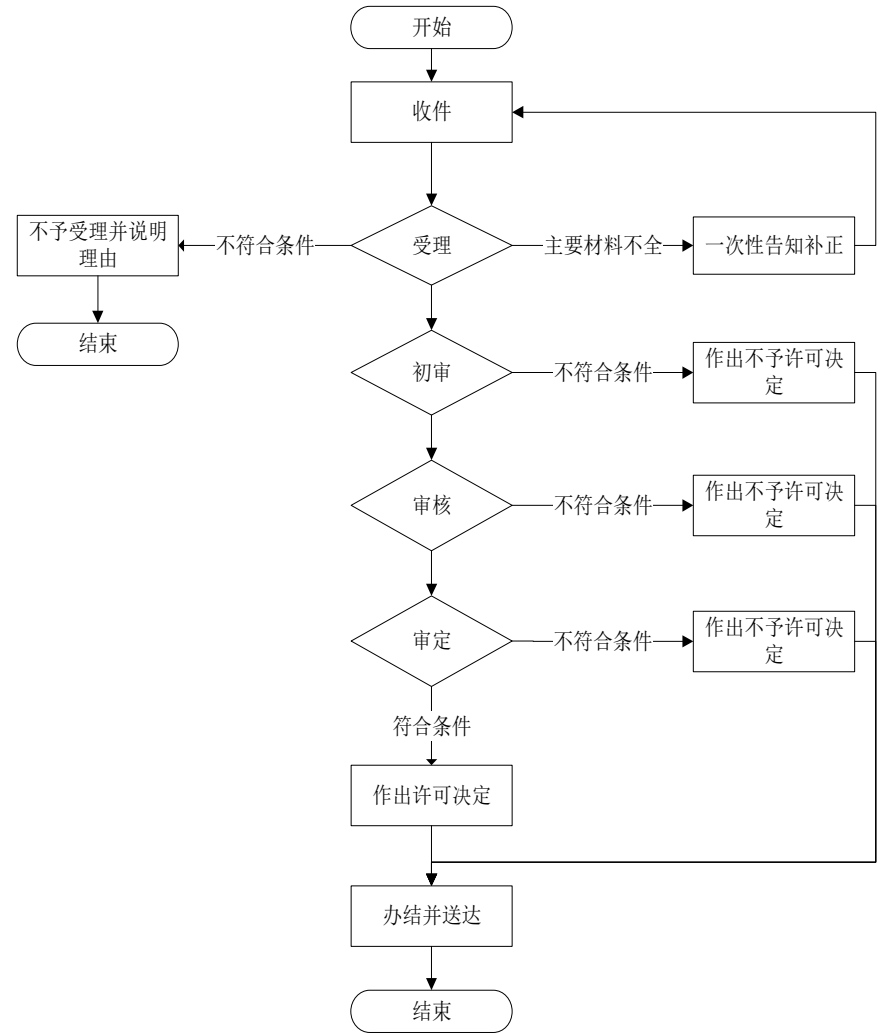 开始
收件
不予受理并说明
理由
不符合条件
受理
主要材料不全
一次性告知补正
结束
初审
不符合条件
作出不予许可决
定
审核
不符合条件
作出不予许可决
定
审定
不符合条件
作出不予许可决
定
符合条件
作出许可决定
办结并送达
结束